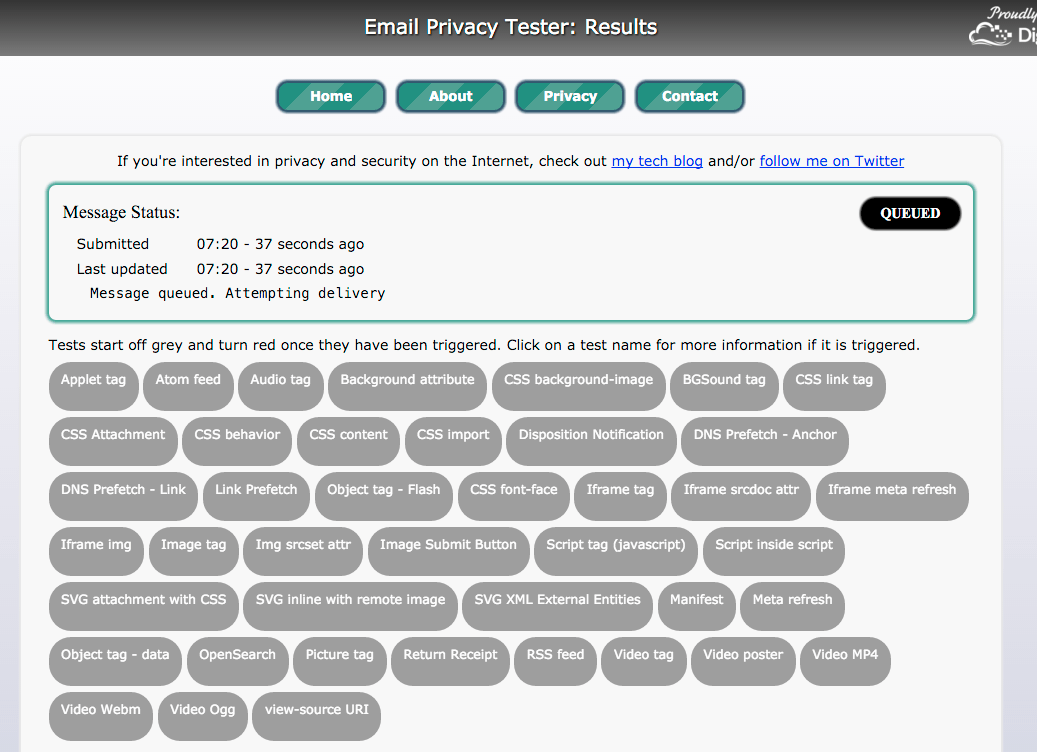 Email Privacy Tester: Results
Proudly
Home About Privacy Contact
If you're interested in privacy and security on the Internet, check out my tech blog and/or follow me on Twitter
Message Status: QUEUED
Submitted 07:20 - 37 seconds ago
Last updated 07:20 - 37 seconds ago
Message queued. Attempting delivery
Tests start off grey and turn red once they have been triggered. Click on a test name for more information if it is triggered.
Applet tag Atom feed Audio tag Background attribute CSS background-image BGSound tag CSS link tag
CSS Attachment CSS behavior CSS content CSS import Disposition Notification DNS Prefetch - Anchor
DNS Prefetch - Link Link Prefetch Object tag - Flash CSS font-face Iframe tag Iframe srcdoc attr Iframe meta refresh
Iframe img Image tag Img srcset attr Image Submit Button Script tag (javascript) Script inside script
SVG attachment with CSS SVG inline with remote image SVG XML External Entities Manifest Meta refresh
Object tag - data OpenSearch Picture tag Return Receipt RSS feed Video tag Video poster Video MP4
Video Webm Video Ogg view-source URI